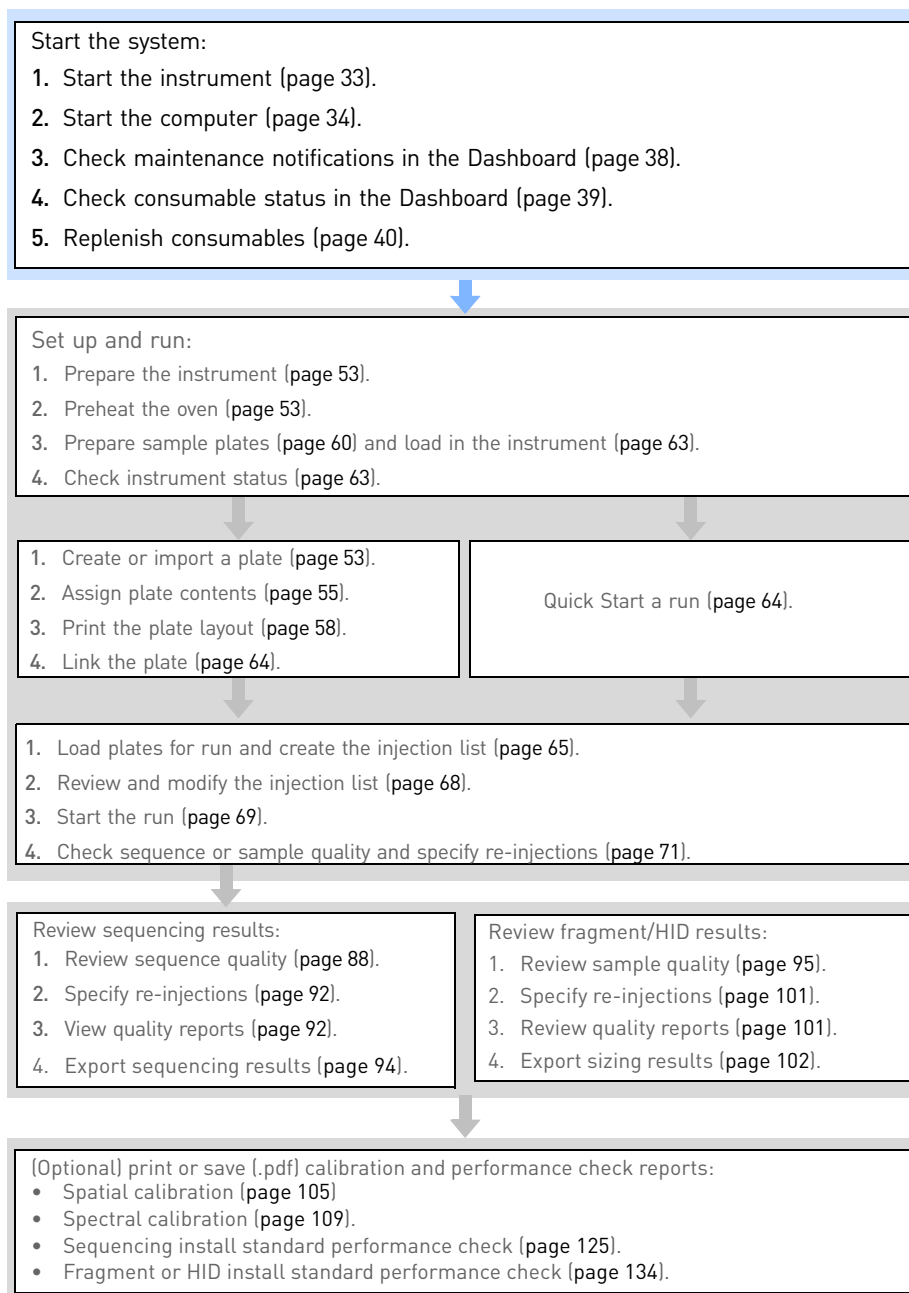 Start the system:
1. Start the instrument (page 33).
2. Start the computer (page 34).
3. Check maintenance notifications in the Dashboard (page 38).
4. Check consumable status in the Dashboard (page 39).
5. Replenish consumables (page 40).
Set up and run:
1. Prepare the instrument (page 53).
2. Preheat the oven (page 53).
3. Prepare sample plates (page 60) and load in the instrument (page 63).
4. Check instrument status (page 63).
1. Create or import a plate (page 53).
2. Assign plate contents (page 55).
3. Print the plate layout (page 58).
4. Link the plate (page 64).
Quick Start a run (page 64).
1. Load plates for run and create the injection list (page 65).
2. Review and modify the injection list (page 68).
3. Start the run (page 69).
4. Check sequence or sample quality and specify re-injections (page 71).
Review sequencing results:
1. Review sequence quality (page 88).
2. Specify re-injections (page 92).
3. View quality reports (page 92).
4. Export sequencing results (page 94).
Review fragment/HID results:
1. Review sample quality (page 95).
2. Specify re-injections (page 101).
3. Review quality reports (page 101).
4. Export sizing results (page 102).
(Optional) print or save (.pdf) calibration and performance check reports:
• Spatial calibration (page 105)
• Spectral calibration (page 109).
• Sequencing install standard performance check (page 125).
• Fragment or HID install standard performance check (page 134).